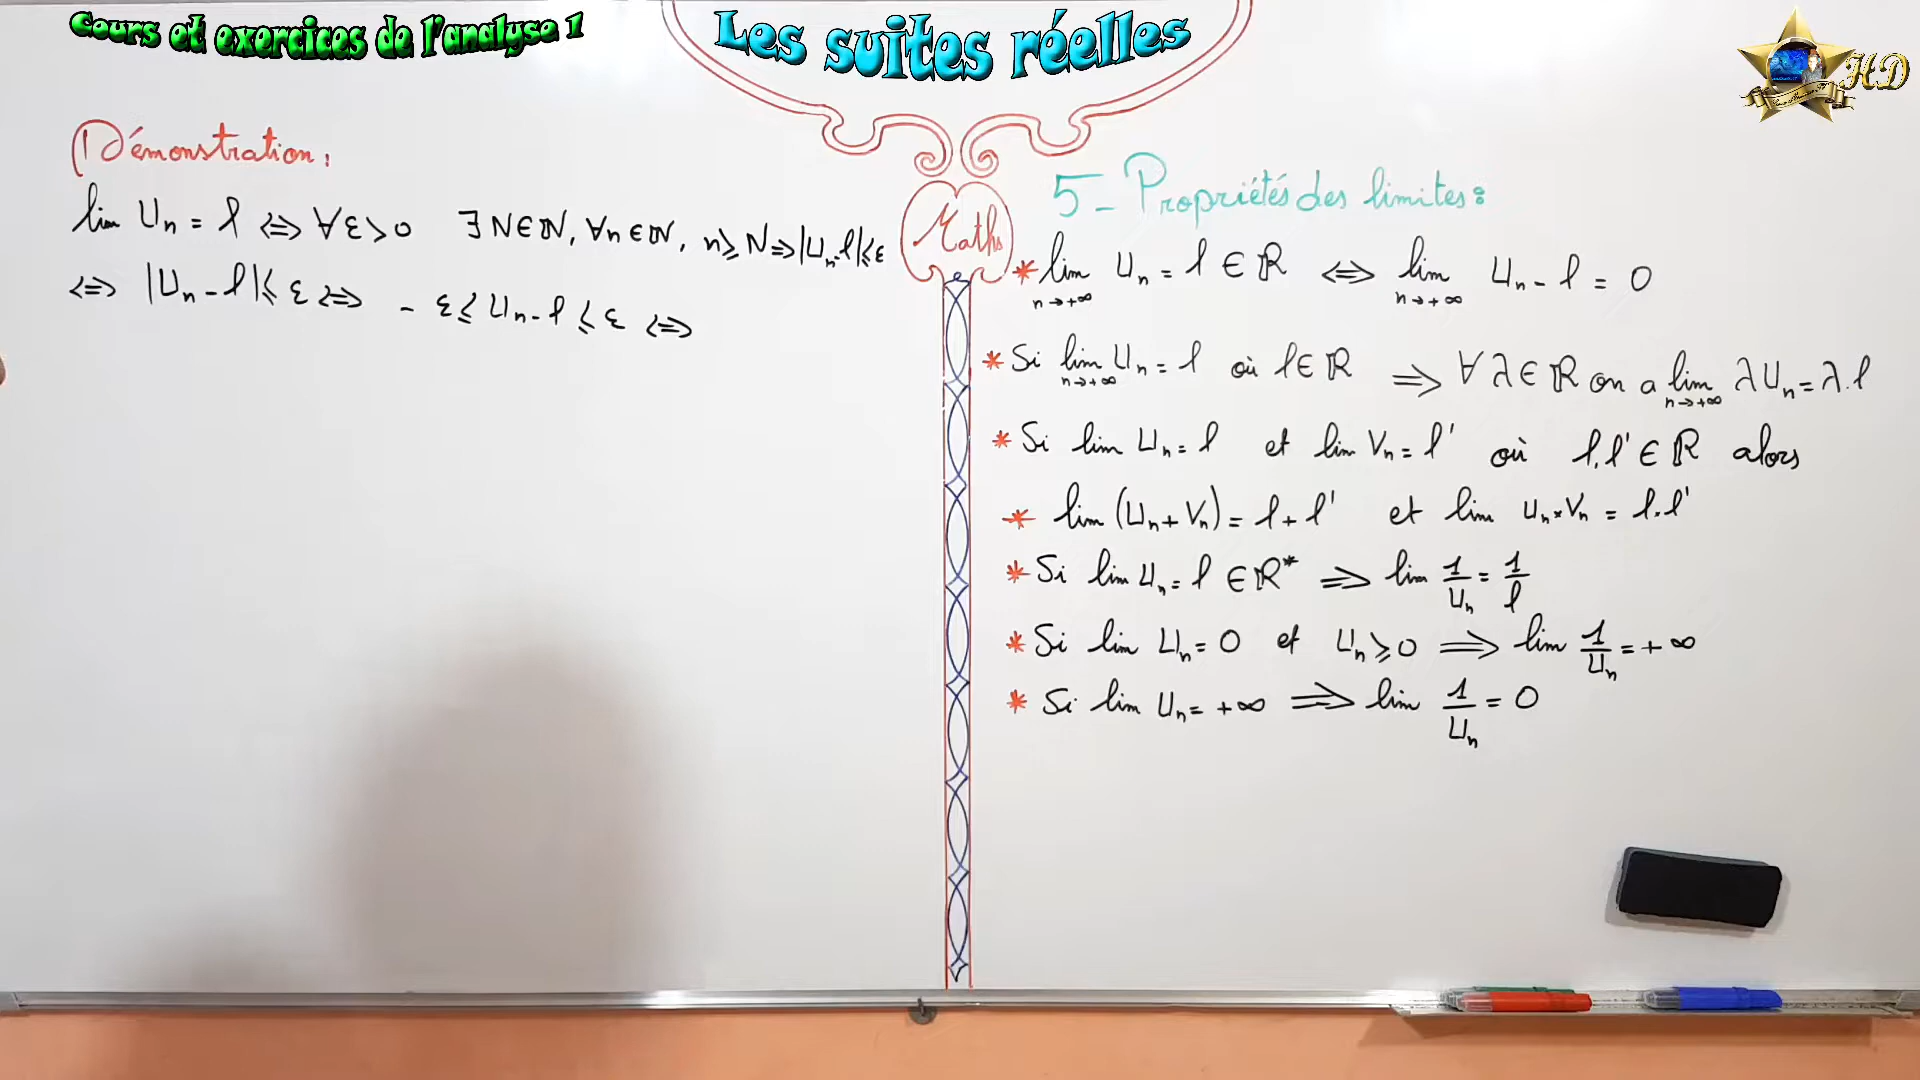 Cours et exercices de l'analyse 1
Les suites réelles
HD
Démonstration:
lim Un = l ⇔ ∀ε>0 ∃N∈ℕ, ∀n∈ℕ, n⩾N ⇒ |Un-l|⩽ε
⇔ |Un-l|⩽ε ⇔ -ε⩽Un-l⩽ε ⇔
Maths
5- Propriétés des limites:
* lim n→+∞ Un = l ∈ ℝ ⇔ lim n→+∞ Un - l = 0
* Si lim n→+∞ Un = l où l∈ℝ ⇒ ∀λ∈ℝ on a lim n→+∞ λUn = λ.l
* Si lim Un = l et lim Vn = l' où l,l' ∈ ℝ alors
* lim (Un + Vn) = l + l' et lim Un×Vn = l.l'
* Si lim Un = l ∈ ℝ* ⇒ lim 1/Un = 1/l
* Si lim Un = 0 et Un⩾0 ⇒ lim 1/Un = +∞
* Si lim Un = +∞ ⇒ lim 1/Un = 0